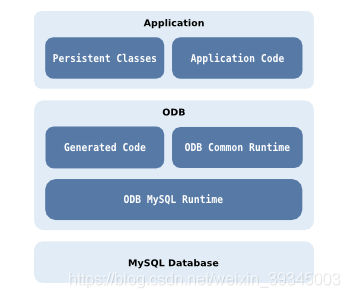 Application
Persistent Classes
Application Code
ODB
Generated Code
ODB Common Runtime
ODB MySQL Runtime
MySQL Database
https://blog.csdn.net/weixin_39345003